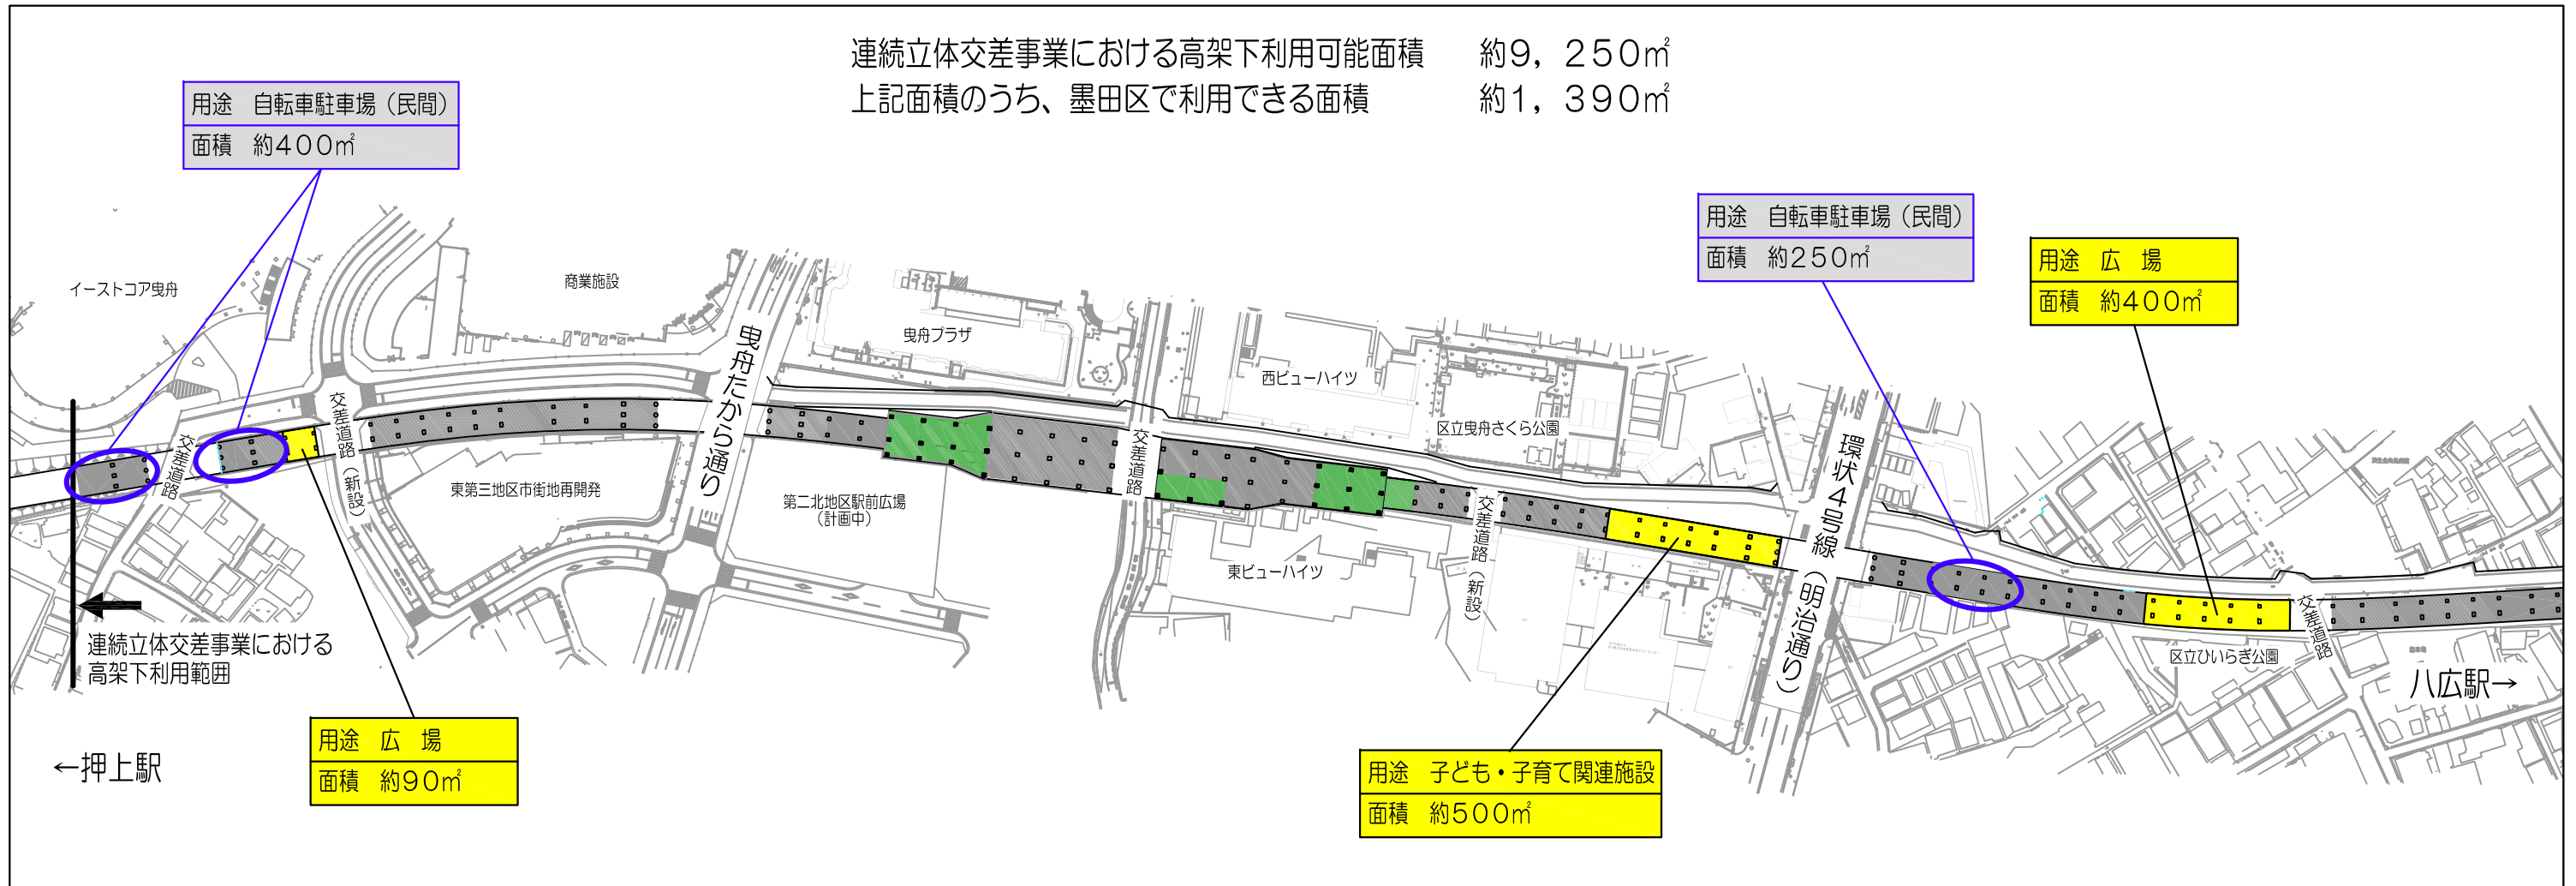 連続立体交差事業における高架下利用可能面積　約９，２５０㎡
上記面積のうち、墨田区で利用できる面積　約１，３９０㎡
用途　自転車駐車場（民間）
面積　約４００㎡
用途　自転車駐車場（民間）
面積　約２５０㎡
用途　広　場
面積　約４００㎡
イーストコア曳舟
商業施設
曳舟プラザ
西ビューハイツ
区立曳舟さくら公園
曳舟たから通り
環状４号線（明治通り）
交差道路
交差道路（新設）
交差道路
交差道路（新設）
交差道路
東第三地区市街地再開発
第二北地区駅前広場
（計画中）
東ビューハイツ
区立ひいらぎ公園
八広駅→
連続立体交差事業における
高架下利用範囲
←押上駅
用途　広　場
面積　約９０㎡
用途　子ども・子育て関連施設
面積　約５００㎡